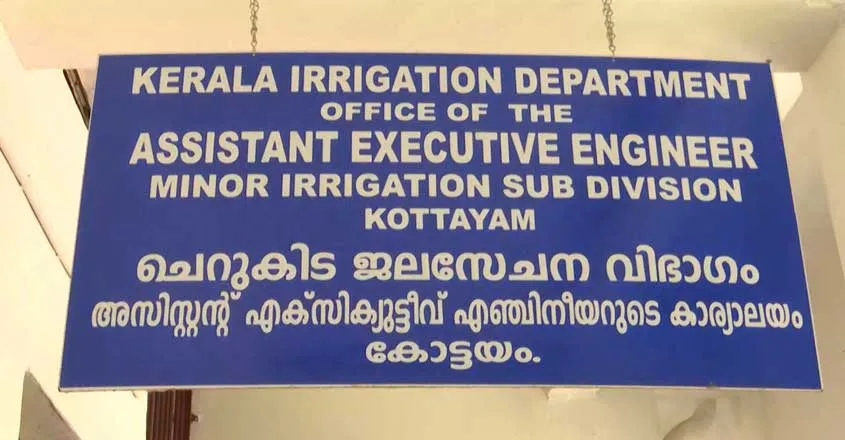 KERALA IRRIGATION DEPARTMENT
OFFICE OF THE
ASSISTANT EXECUTIVE ENGINEER
MINOR IRRIGATION SUB DIVISION
KOTTAYAM
ചെറുകിട ജലസേചന വിഭാഗം
അസിസ്റ്റന്റ് എക്സിക്യുട്ടീവ് എഞ്ചിനീയറുടെ കാര്യാലയം
കോട്ടയം.